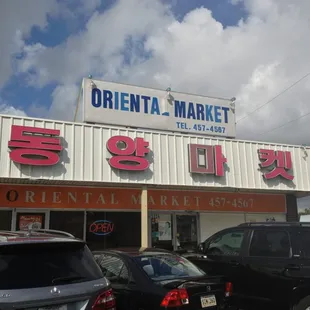 ORIENTA MARKET
TEL. 457-4567
동양마켓
ORIENTAL MARKET 457-4567
OPEN